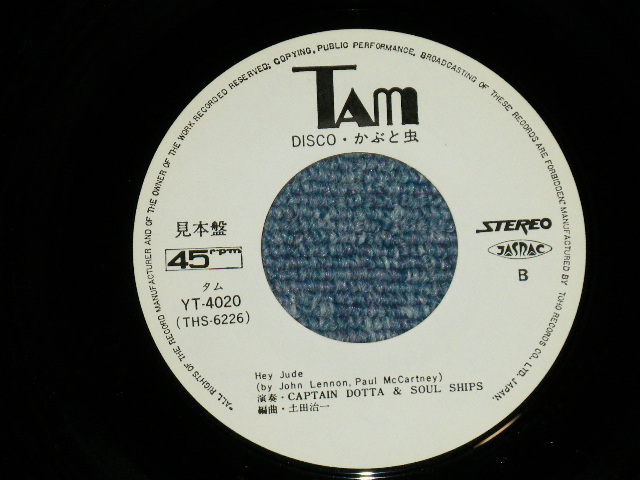 *ALL RIGHTS OF THE RECORD MANUFACTURER AND OF THE OWNER OF THE WORK RECORDED RESERVED: COPYING, PUBLIC PERFORMANCE, BROADCASTING OF THESE RECORDS ARE FORBIDDEN: MANUFACTURED BY TOHO RECORDS CO., LTD. JAPAN.
TAM
DISCO・かぶと虫
見本盤
STEREO
45rpm
JASRAC
B
タム
YT-4020
(THS-6226)
Hey Jude
(by John Lennon, Paul McCartney)
演奏・CAPTAIN DOTTA & SOUL SHIPS
編曲・土田治一